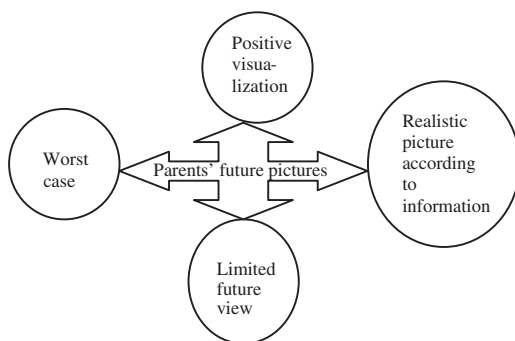 Positive
visua-
lization
Worst
case
Parents' future pictures
Realistic
picture
according
to
information
Limited
future
view